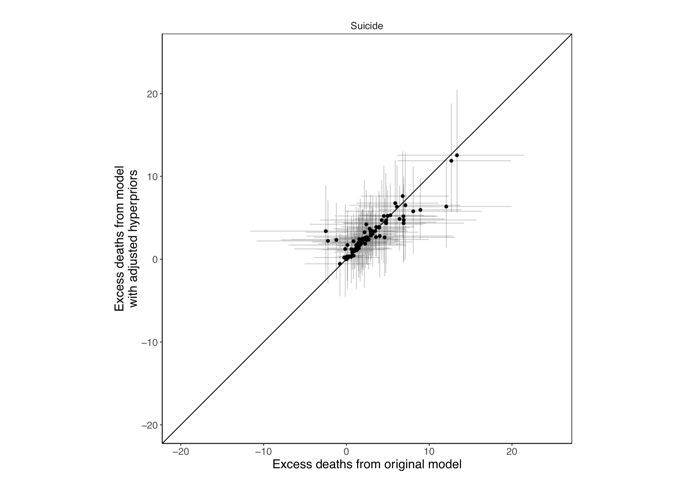 Suicide
Excess deaths from model
with adjusted hyperpriors
20
10
0
−10
−20
−20 −10 0 10 20
Excess deaths from original model